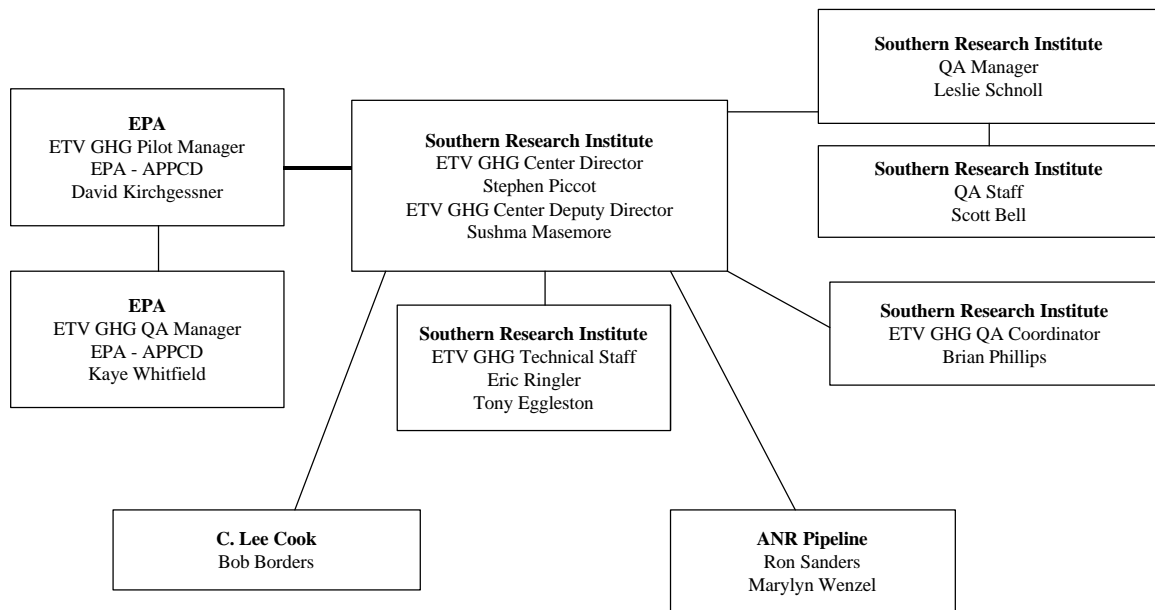 Southern Research Institute
QA Manager
Leslie Schnoll
EPA
ETV GHG Pilot Manager
EPA - APPCD
David Kirchgessner
Southern Research Institute
ETV GHG Center Director
Stephen Piccot
ETV GHG Center Deputy Director
Sushma Masemore
Southern Research Institute
QA Staff
Scott Bell
EPA
ETV GHG QA Manager
EPA - APPCD
Kaye Whitfield
Southern Research Institute
ETV GHG Technical Staff
Eric Ringler
Tony Eggleston
Southern Research Institute
ETV GHG QA Coordinator
Brian Phillips
C. Lee Cook
Bob Borders
ANR Pipeline
Ron Sanders
Marylyn Wenzel